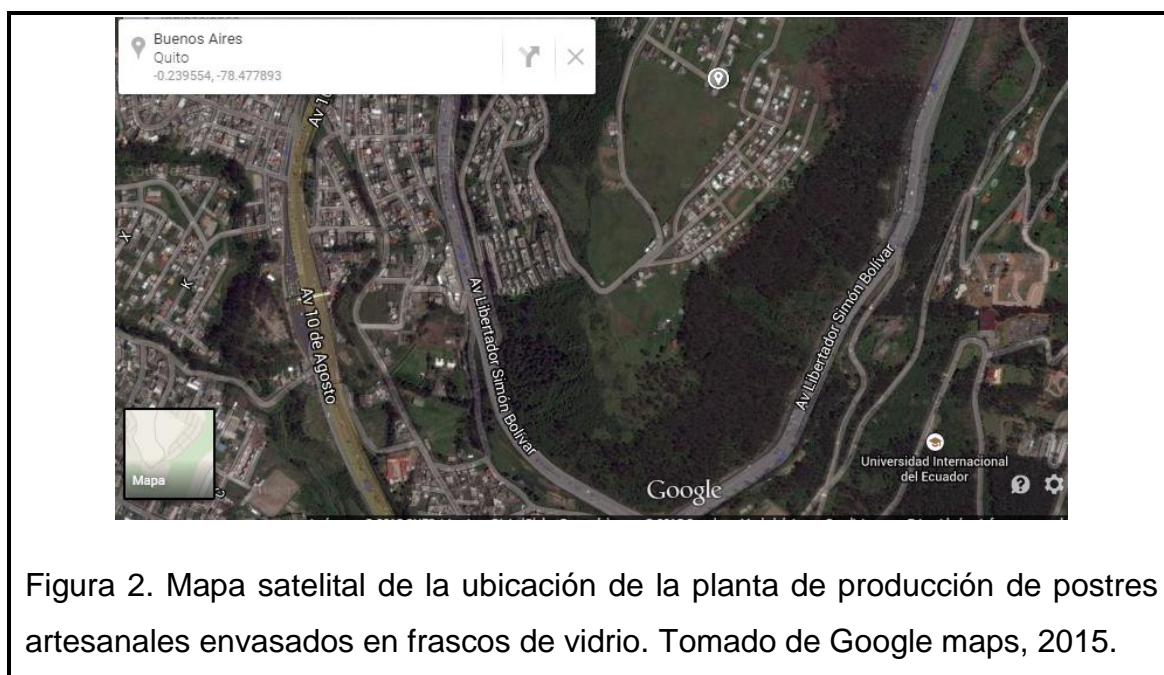 Buenos Aires
Quito
-0.239554, -78.477893
Av 10
Av 10 de Agosto
Av Libertador Simón Bolívar
Av Libertador Simón Bolívar
X
K
Mapa
Google
Universidad Internacional
del Ecuador
Figura 2. Mapa satelital de la ubicación de la planta de producción de postres
artesanales envasados en frascos de vidrio. Tomado de Google maps, 2015.